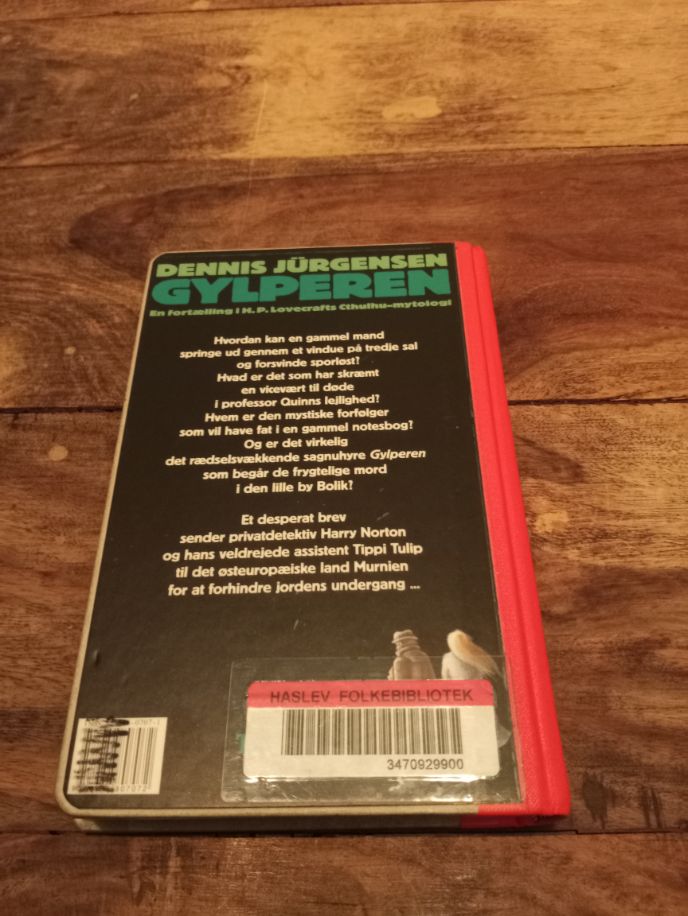 DENNIS JÜRGENSEN
GYLPEREN
En fortælling i H.P. Lovecrafts Cthulhu-mytologi
Hvordan kan en gammel mand
springe ud gennem et vindue på tredje sal
og forsvinde sporløst?
Hvad er det som har skræmt
en vicevært til døde
i professor Quinns lejlighed?
Hvem er den mystiske forfølger
som vil have fat i en gammel notesbog?
Og er det virkelig
det rædselsvækkende sagnuhyre Gylperen
som begår de frygtelige mord
i den lille by Bolik?
Et desperat brev
sender privatdetektiv Harry Norton
og hans veldrejede assistent Tippi Tulip
til det østeuropæiske land Murnien
for at forhindre jordens undergang ...
HASLEV FOLKEBIBLIOTEK
3470929900